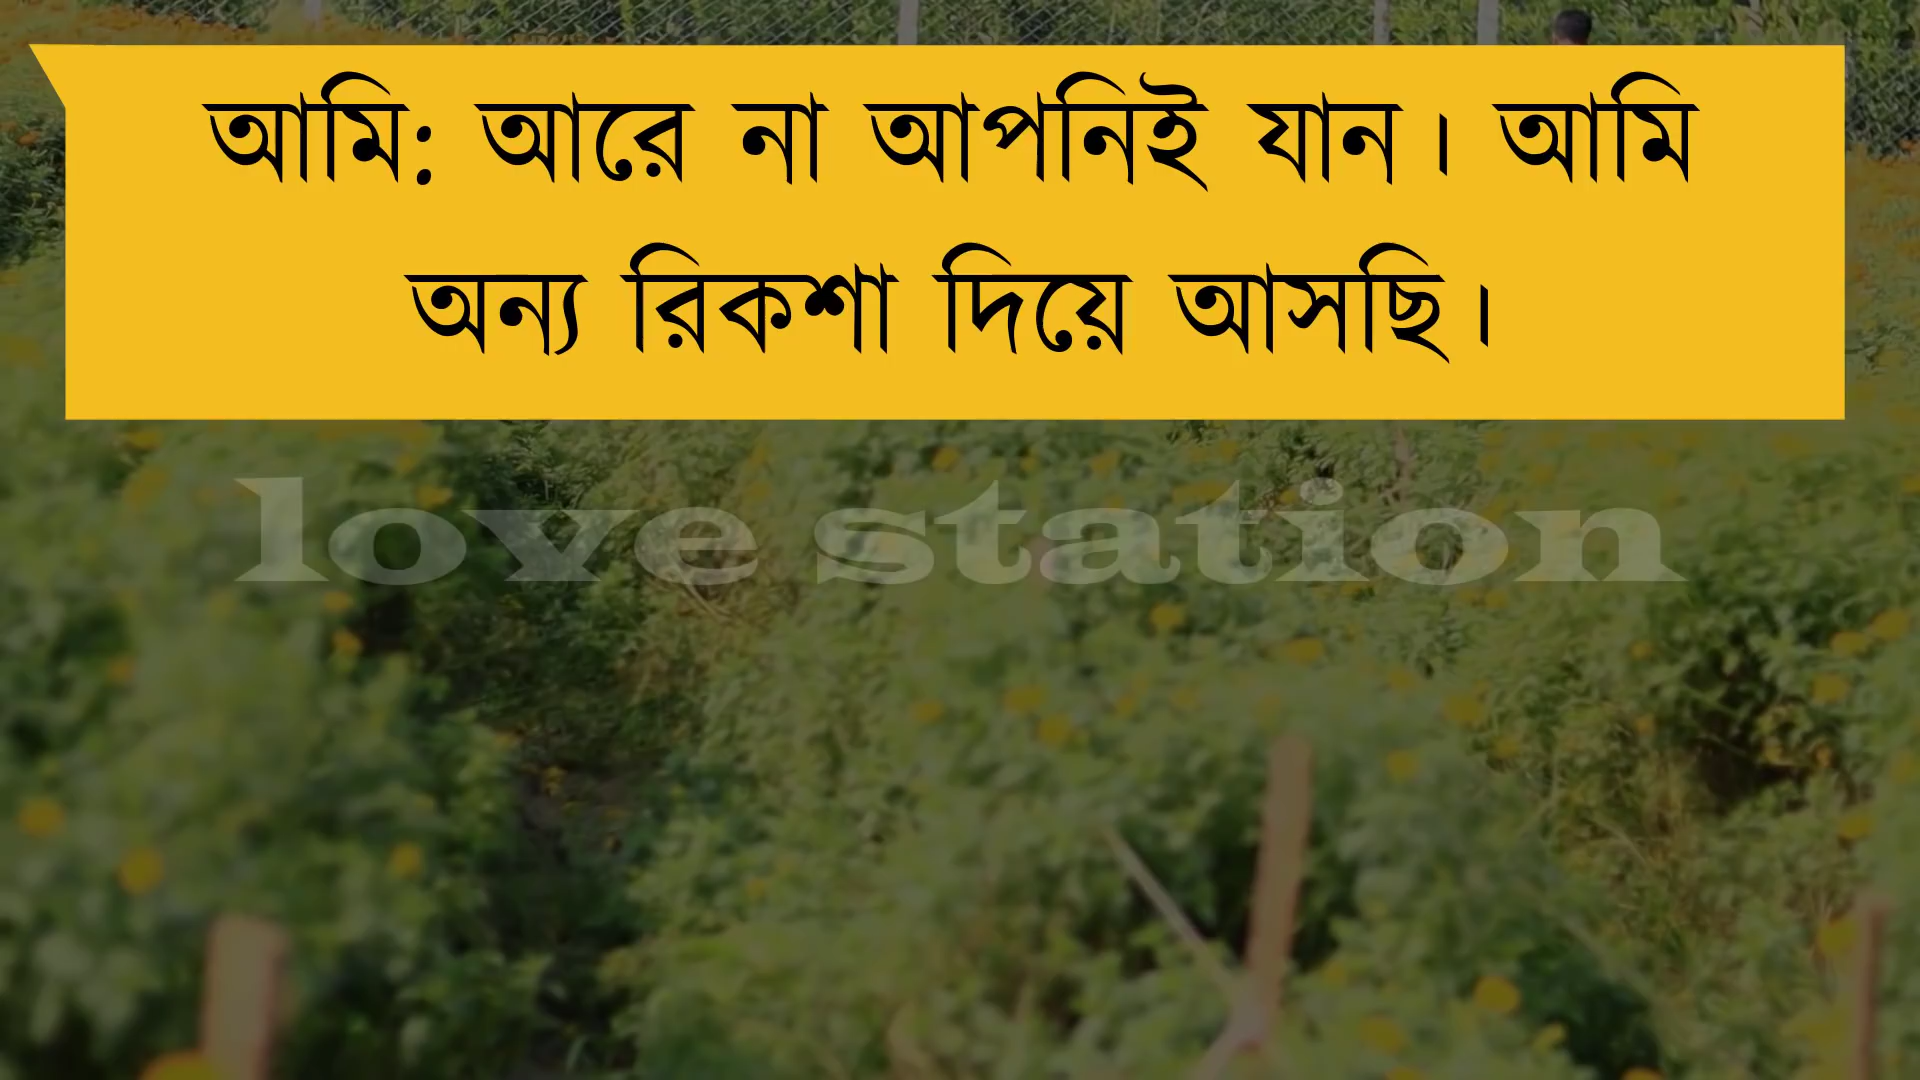 আমি: আরে না আপনিই যান। আমি
অন্য রিকশা দিয়ে আসছি।
love station